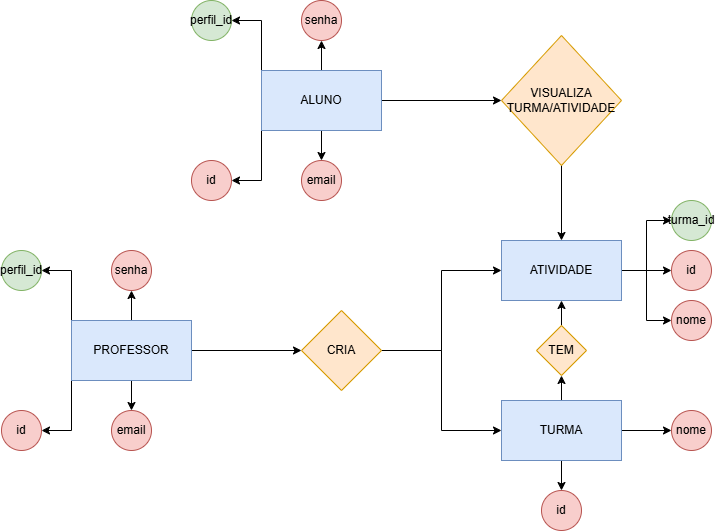 perfil_id
senha
ALUNO
VISUALIZA
TURMA/ATIVIDADE
id
email
turma_id
perfil_id
senha
ATIVIDADE
id
nome
PROFESSOR
CRIA
TEM
id
email
TURMA
nome
id